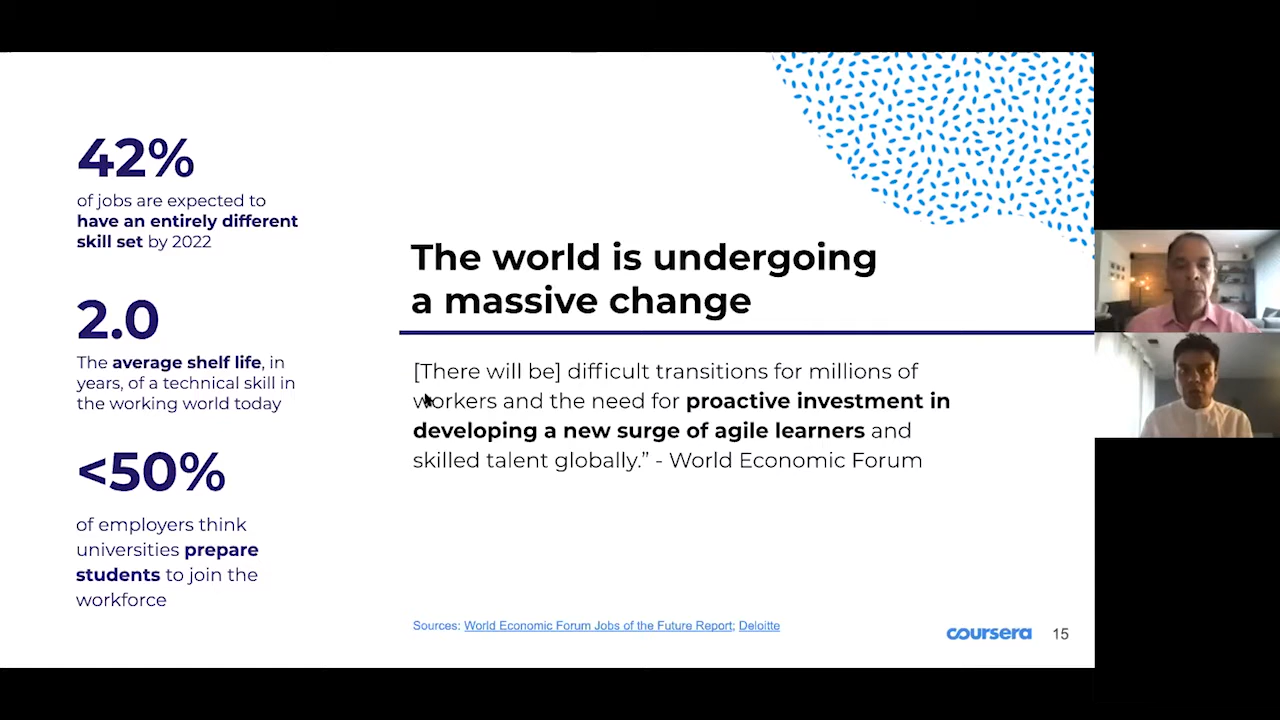 42%
of jobs are expected to
have an entirely different
skill set by 2022
2.0
The average shelf life, in
years, of a technical skill in
the working world today
<50%
of employers think
universities prepare
students to join the
workforce
The world is undergoing
a massive change
[There will be] difficult transitions for millions of
workers and the need for proactive investment in
developing a new surge of agile learners and
skilled talent globally.” - World Economic Forum
Sources: World Economic Forum Jobs of the Future Report; Deloitte
coursera
15